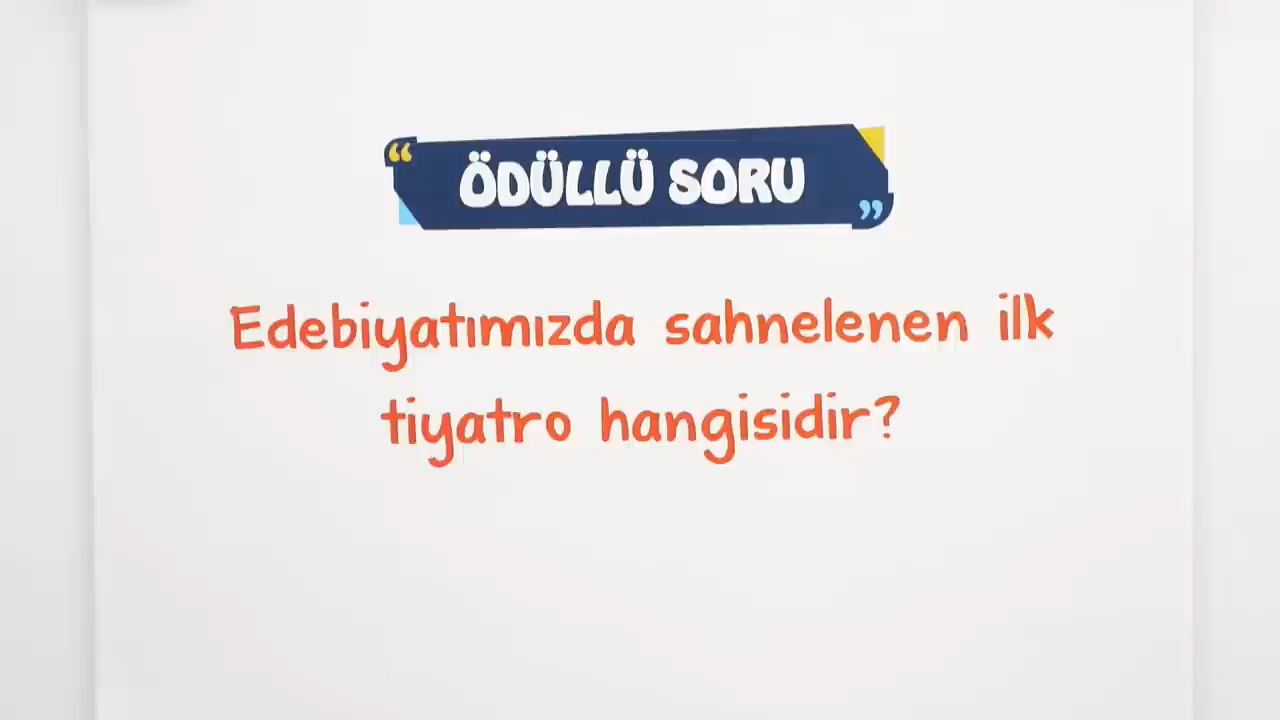 “ ÖDÜLLÜ SORU ”
Edebiyatımızda sahnelenen ilk
tiyatro hangisidir?